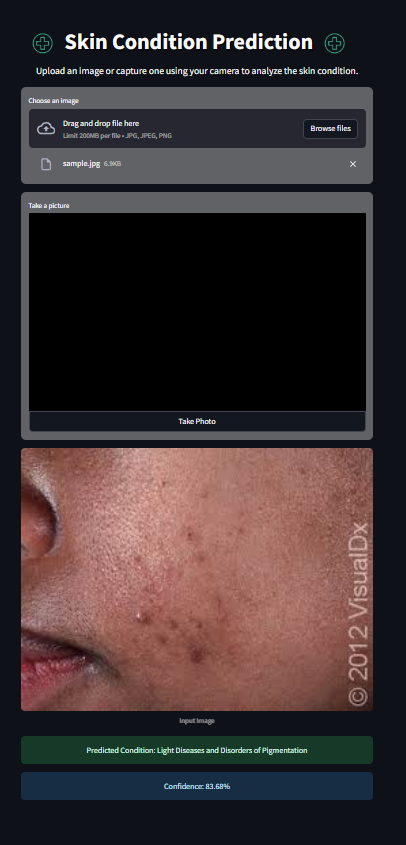 Skin Condition Prediction
Upload an image or capture one using your camera to analyze the skin condition.
Choose an image
Drag and drop file here
Limit 200MB per file • JPG, JPEG, PNG
Browse files
sample.jpg 6.9KB
Take a picture
Take Photo
© 2012 VisualDx
Input Image
Predicted Condition: Light Diseases and Disorders of Pigmentation
Confidence: 83.68%